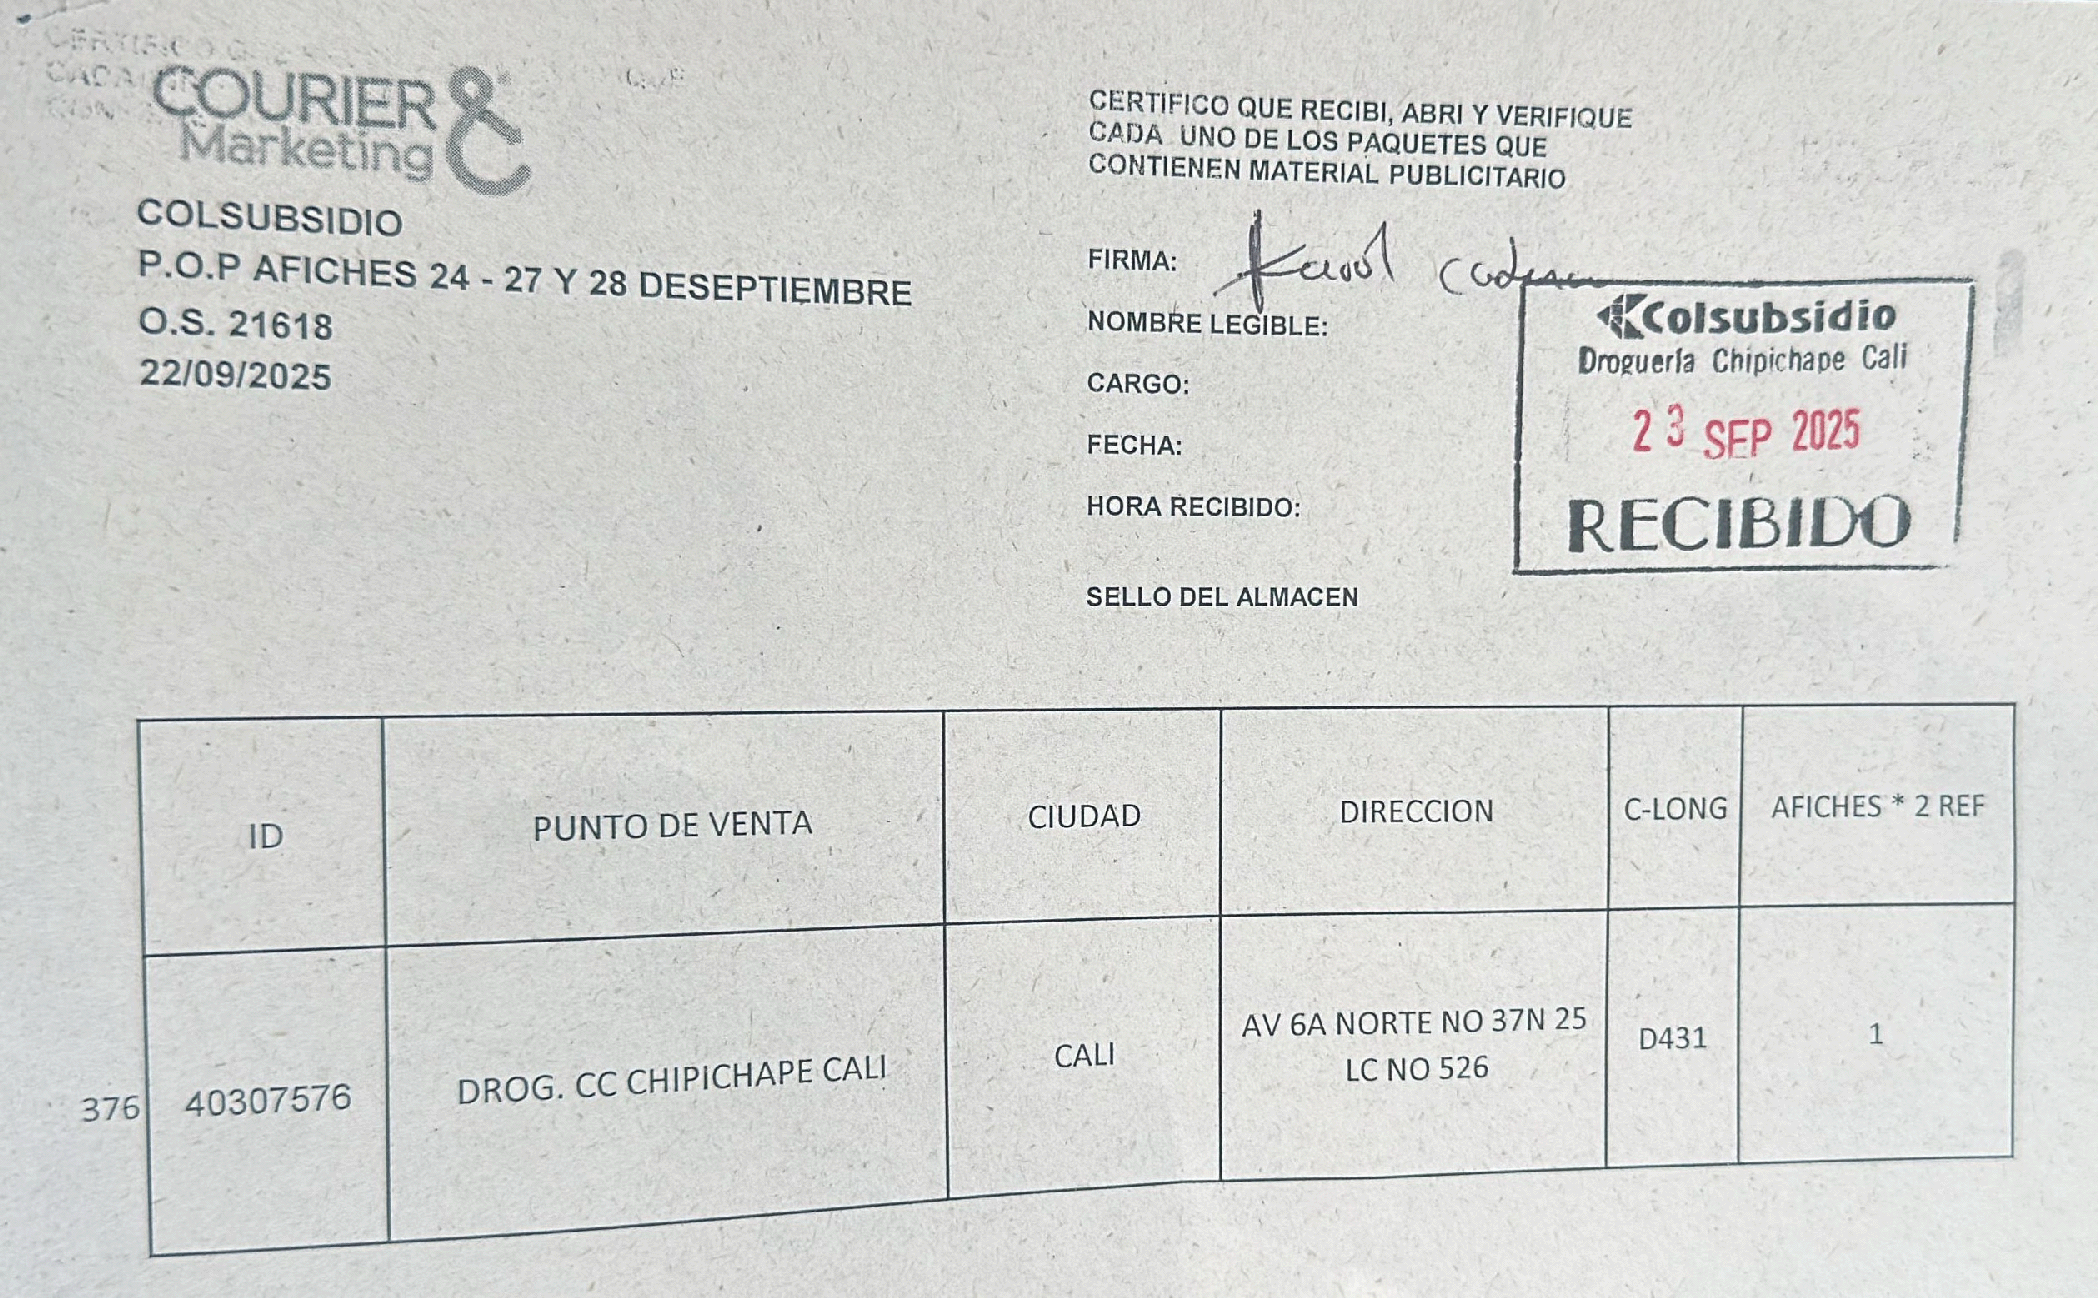 COURIER &
Marketing
COLSUBSIDIO
P.O.P AFICHES 24 - 27 Y 28 DESEPTIEMBRE
O.S. 21618
22/09/2025
CERTIFICO QUE RECIBI, ABRI Y VERIFIQUE
CADA UNO DE LOS PAQUETES QUE
CONTIENEN MATERIAL PUBLICITARIO
FIRMA:
NOMBRE LEGIBLE:
CARGO:
FECHA:
HORA RECIBIDO:
SELLO DEL ALMACEN
Colsubsidio
Droguería Chipichape Cali
23 SEP 2025
RECIBIDO
ID PUNTO DE VENTA CIUDAD DIRECCION C-LONG AFICHES * 2 REF
376 40307576 DROG. CC CHIPICHAPE CALI CALI AV 6A NORTE NO 37N 25 D431 1
LC NO 526